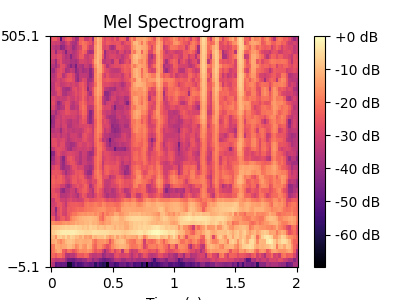 Mel Spectrogram
505.1
−5.1
0
0.5
1
1.5
2
+0 dB
-10 dB
-20 dB
-30 dB
-40 dB
-50 dB
-60 dB